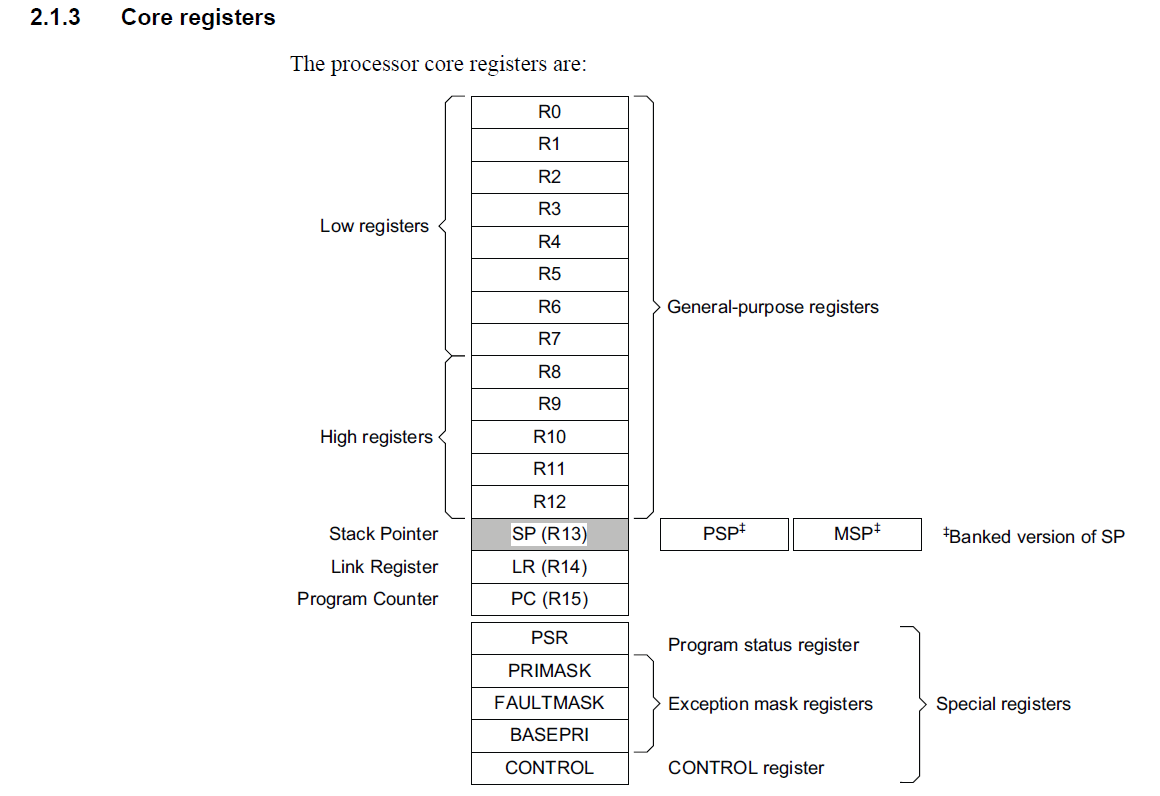 2.1.3 Core registers
The processor core registers are:
R0
R1
R2
R3
Low registers
R4
R5
R6 General-purpose registers
R7
R8
R9
High registers R10
R11
R12
Stack Pointer SP (R13) PSP‡ MSP‡ ‡Banked version of SP
Link Register LR (R14)
Program Counter PC (R15)
PSR Program status register
PRIMASK
FAULTMASK Exception mask registers Special registers
BASEPRI
CONTROL CONTROL register